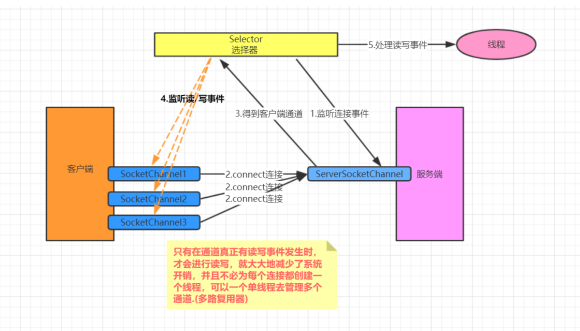 Selector
选择器
5.处理读写事件
线程
4.监听读/写事件
3.得到客户端通道
1.监听连接事件
客户端
SocketChannel1
2.connect连接
ServerSocketChannel
服务端
2.connect连接
SocketChannel2
2.connect连接
SocketChannel3
只有在通道真正有读写事件发生时,
才会进行读写, 就大大地减少了系统
开销, 并且不必为每个连接都创建一
个线程, 可以一个单线程去管理多个
通道.(多路复用器)